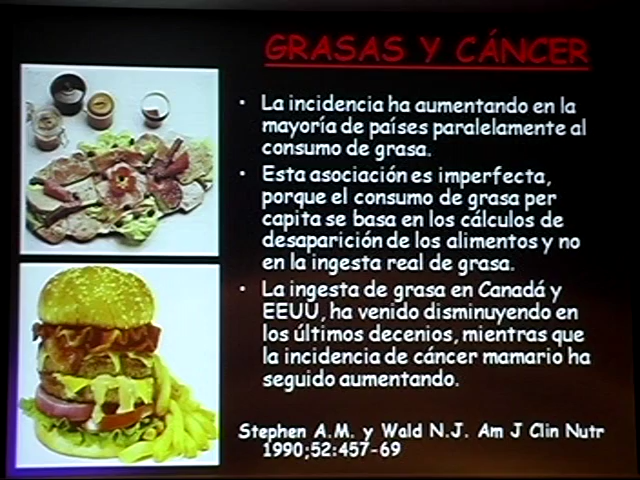 GRASAS Y CÁNCER
• La incidencia ha aumentando en la
mayoría de países paralelamente al
consumo de grasa.
• Esta asociación es imperfecta,
porque el consumo de grasa per
capita se basa en los cálculos de
desaparición de los alimentos y no
en la ingesta real de grasa.
• La ingesta de grasa en Canadá y
EEUU, ha venido disminuyendo en
los últimos decenios, mientras que
la incidencia de cáncer mamario ha
seguido aumentando.
Stephen A.M. y Wald N.J. Am J Clin Nutr
1990;52:457-69